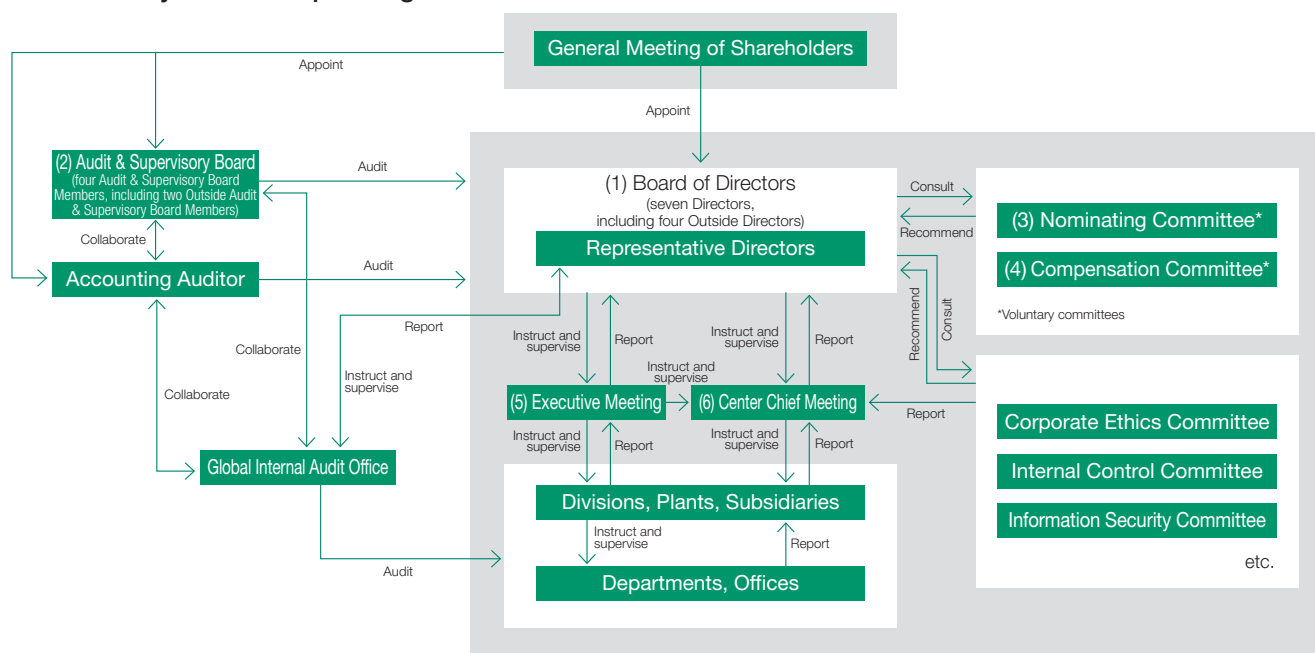 General Meeting of Shareholders
Appoint
Appoint
(2) Audit & Supervisory Board
(four Audit & Supervisory Board
Members, including two Outside Audit
& Supervisory Board Members)
Audit
(1) Board of Directors
(seven Directors,
including four Outside Directors)
Representative Directors
Consult
Recommend
(3) Nominating Committee*
(4) Compensation Committee*
*Voluntary committees
Collaborate
Accounting Auditor
Audit
Report
Instruct and
supervise
Collaborate
Collaborate
Global Internal Audit Office
Audit
Instruct and
supervise
Report
Instruct and
supervise
Report
Recommend
Consult
Instruct and
supervise
(5) Executive Meeting
(6) Center Chief Meeting
Report
Instruct and
supervise
Report
Instruct and
supervise
Report
Corporate Ethics Committee
Internal Control Committee
Information Security Committee
etc.
Divisions, Plants, Subsidiaries
Instruct and
supervise
Report
Departments, Offices